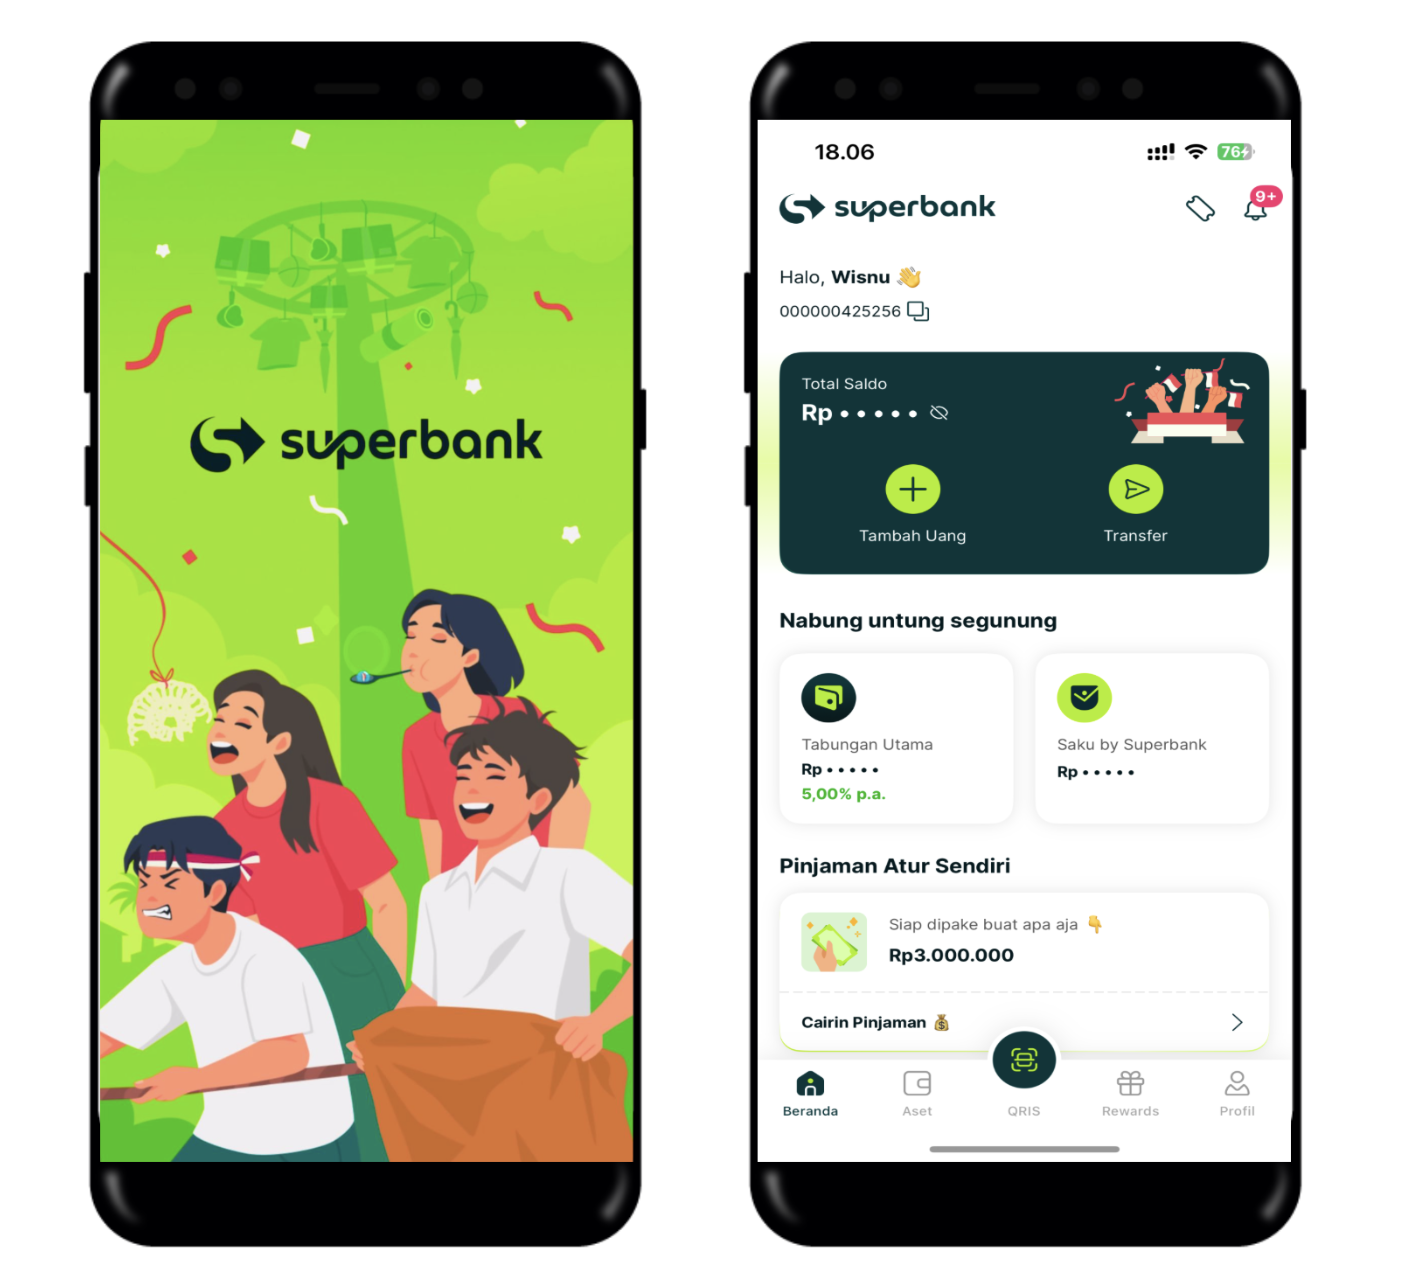 superbank
18.06
76
superbank
9+
Halo, Wisnu 👋
000000425256
Total Saldo
Rp •••••
Tambah Uang
Transfer
Nabung untung segunung
Tabungan Utama
Rp •••••
5,00% p.a.
Saku by Superbank
Rp •••••
Pinjaman Atur Sendiri
Siap dipake buat apa aja 👇
Rp3.000.000
Cairin Pinjaman 💰
Beranda
Aset
QRIS
Rewards
Profil